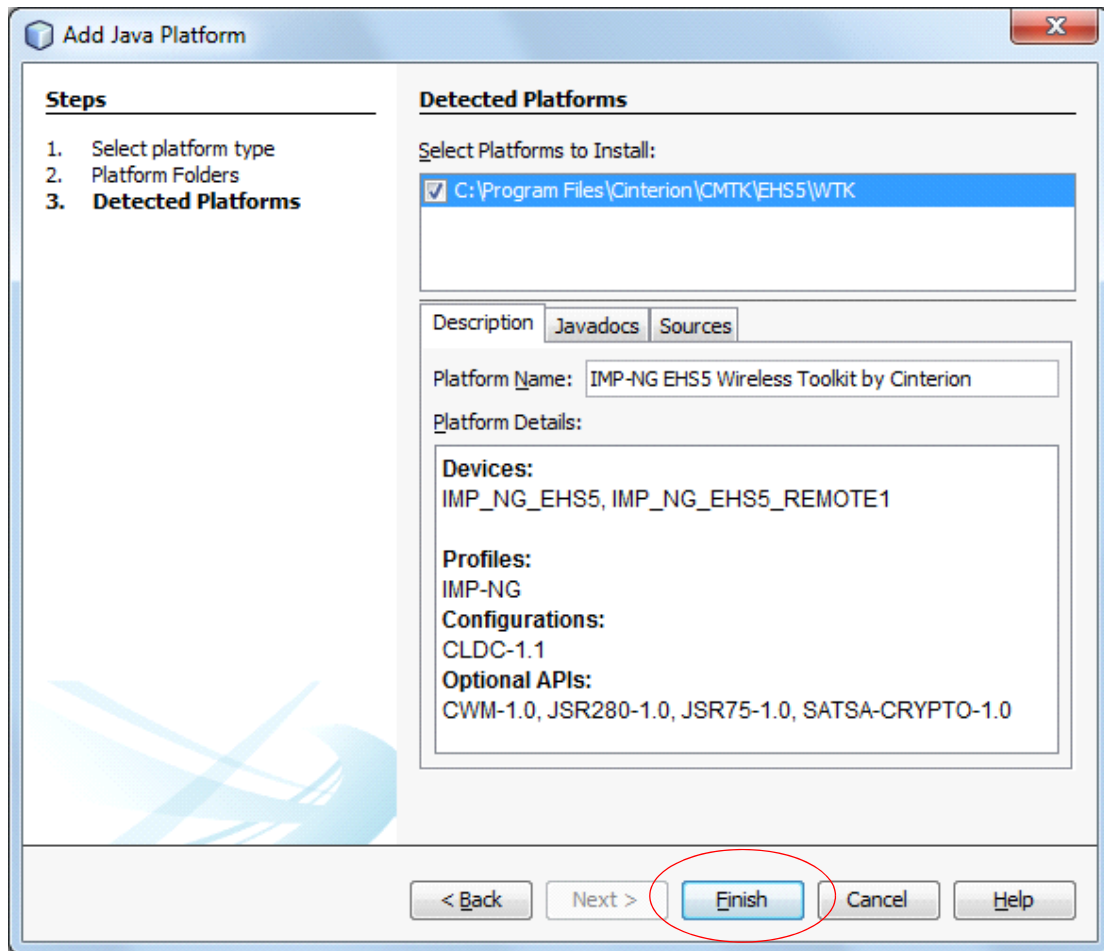 Add Java Platform
Steps
1. Select platform type
2. Platform Folders
3. Detected Platforms
Detected Platforms
Select Platforms to Install:
C:\Program Files\Cinterion\CMTK\EHS5\WTK
Description Javadocs Sources
Platform Name: IMP-NG EHS5 Wireless Toolkit by Cinterion
Platform Details:
Devices:
IMP_NG_EHS5, IMP_NG_EHS5_REMOTE1
Profiles:
IMP-NG
Configurations:
CLDC-1.1
Optional APIs:
CWM-1.0, JSR280-1.0, JSR75-1.0, SATSA-CRYPTO-1.0
< Back Next > Finish Cancel Help